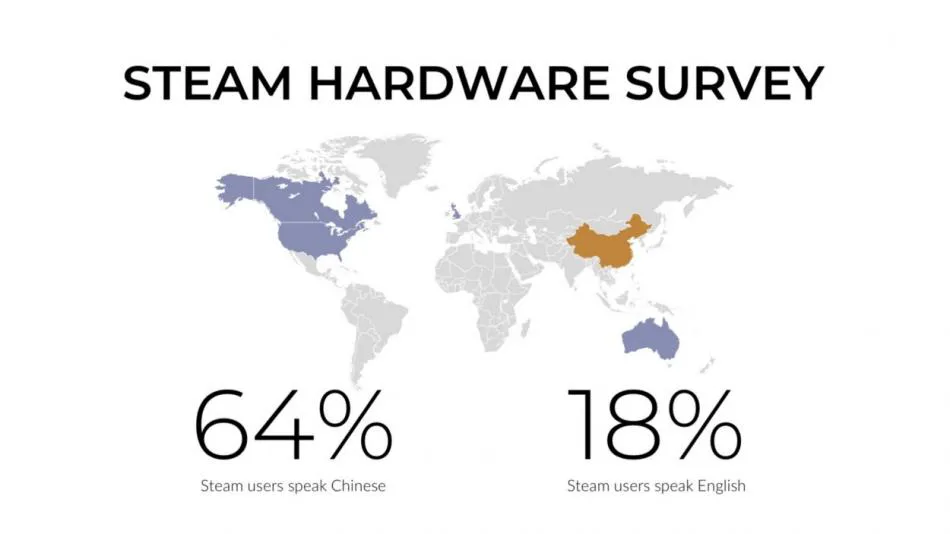 STEAM HARDWARE SURVEY
64%
Steam users speak Chinese
18%
Steam users speak English